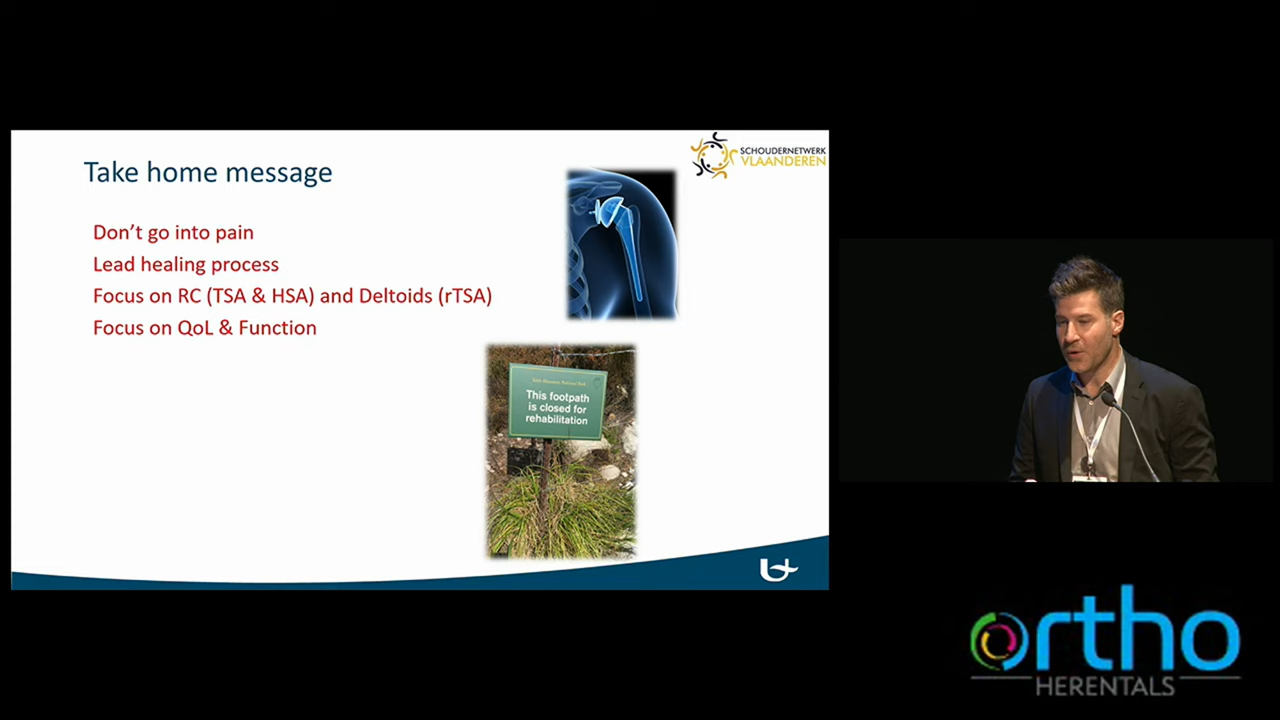 Take home message
SCHOUDERNETWERK
VLAANDEREN
Don't go into pain
Lead healing process
Focus on RC (TSA & HSA) and Deltoids (rTSA)
Focus on QoL & Function
This footpath
is closed for
rehabilitation
ortho
HERENTALS